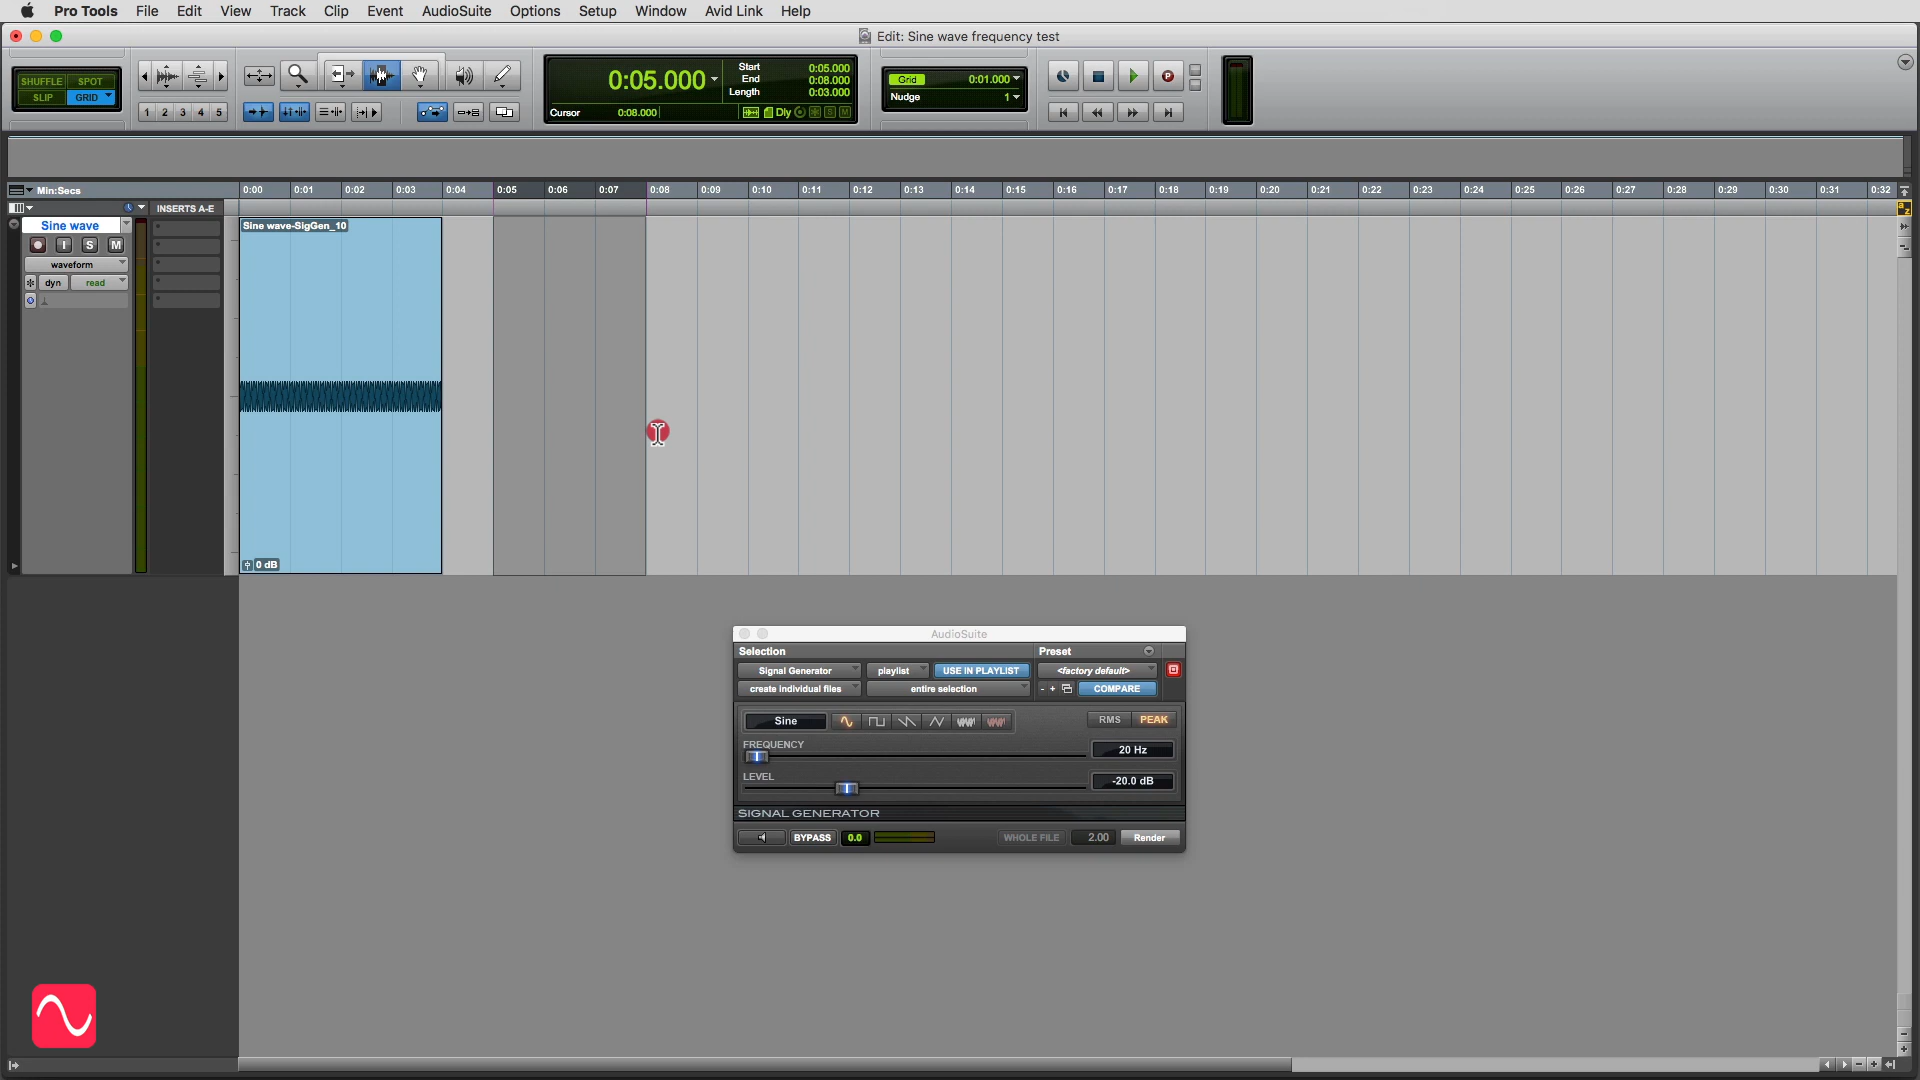 Pro Tools File Edit View Track Clip Event AudioSuite Options Setup Window Avid Link Help
Edit: Sine wave frequency test
SHUFFLE SPOT
SLIP GRID
1 2 3 4 5
0:05.000
Start 0:05.000
End 0:08.000
Length 0:03.000
Cursor 0:08.000
Dly S M
Grid 0:01.000
Nudge 1
P
Min:Secs
0:00 0:01 0:02 0:03 0:04 0:05 0:06 0:07 0:08 0:09 0:10 0:11 0:12 0:13 0:14 0:15 0:16 0:17 0:18 0:19 0:20 0:21 0:22 0:23 0:24 0:25 0:26 0:27 0:28 0:29 0:30 0:31 0:32
INSERTS A-E
a z
Sine wave
I S M
waveform
dyn read
Sine wave-SigGen_10
0 dB
AudioSuite
Selection Preset
Signal Generator playlist USE IN PLAYLIST <factory default>
create individual files entire selection - + COMPARE
Sine RMS PEAK
FREQUENCY 20 Hz
LEVEL -20.0 dB
SIGNAL GENERATOR
BYPASS 0.0 WHOLE FILE 2.00 Render